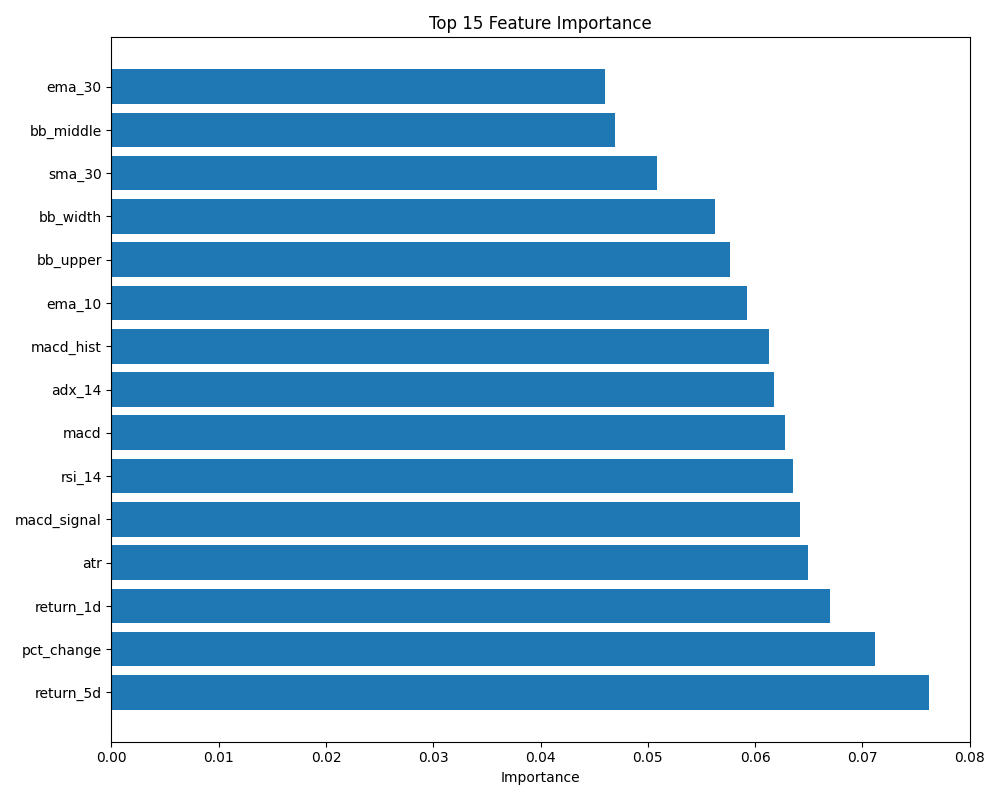 Top 15 Feature Importance
ema_30
bb_middle
sma_30
bb_width
bb_upper
ema_10
macd_hist
adx_14
macd
rsi_14
macd_signal
atr
return_1d
pct_change
return_5d
0.00 0.01 0.02 0.03 0.04 0.05 0.06 0.07 0.08
Importance